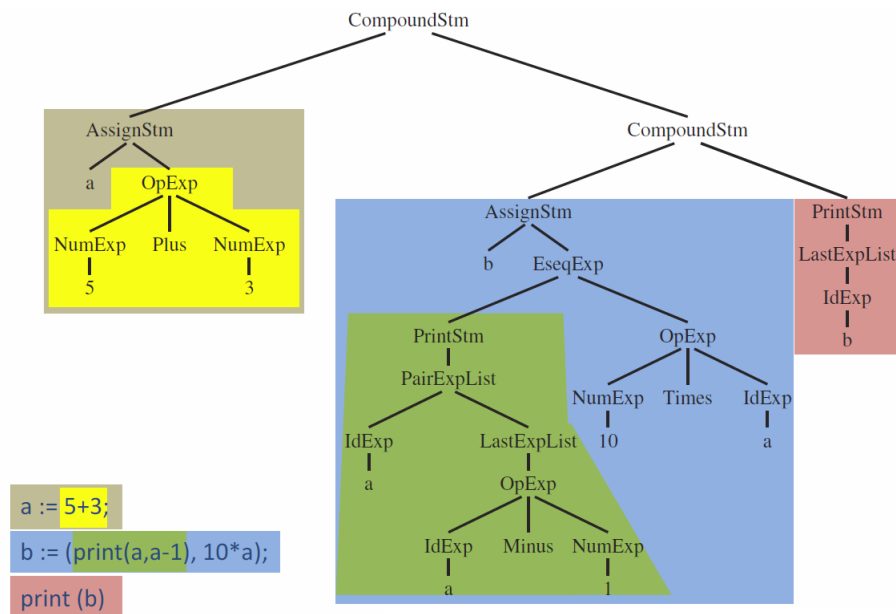 CompoundStm
AssignStm CompoundStm
a OpExp
AssignStm PrintStm
NumExp Plus NumExp
b EseqExp LastExpList
5 3
IdExp
PrintStm OpExp b
PairExpList
NumExp Times IdExp
IdExp LastExpList 10 a
a OpExp
a := 5+3;
IdExp Minus NumExp
b := (print(a,a-1), 10*a);
a 1
print (b)